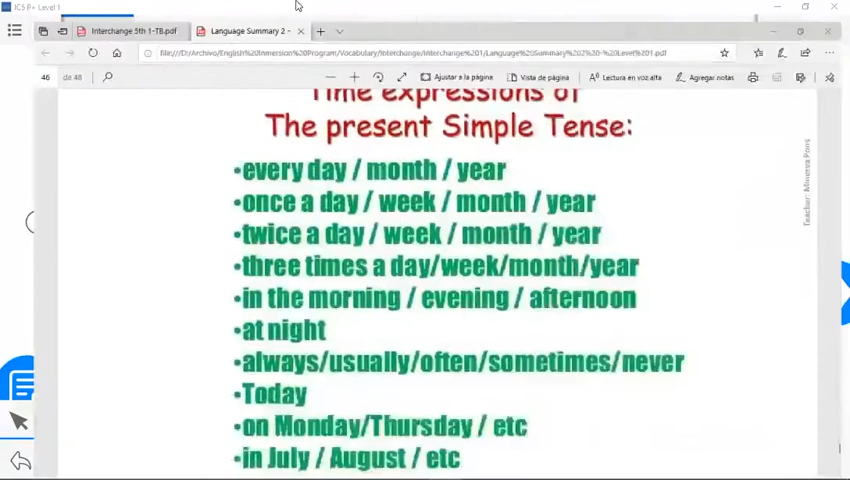 IC5 P+ Level 1
Interchange 5th 1-TB.pdf
Language Summary 2 -
file:///D:/Archivo/English%20Inmersion%20Program/Vocabulary/Interchange/Interchange%201/Language%20Summary%202%20-%20Level%201.pdf
46 de 48
Ajustar a la página
Vista de página
Lectura en voz alta
Agregar notas
Time expressions of
The present Simple Tense:
•every day / month / year
•once a day / week / month / year
•twice a day / week / month / year
•three times a day/week/month/year
•in the morning / evening / afternoon
•at night
•always/usually/often/sometimes/never
•Today
•on Monday/Thursday / etc
•in July / August / etc
Teacher: Minerva Pons